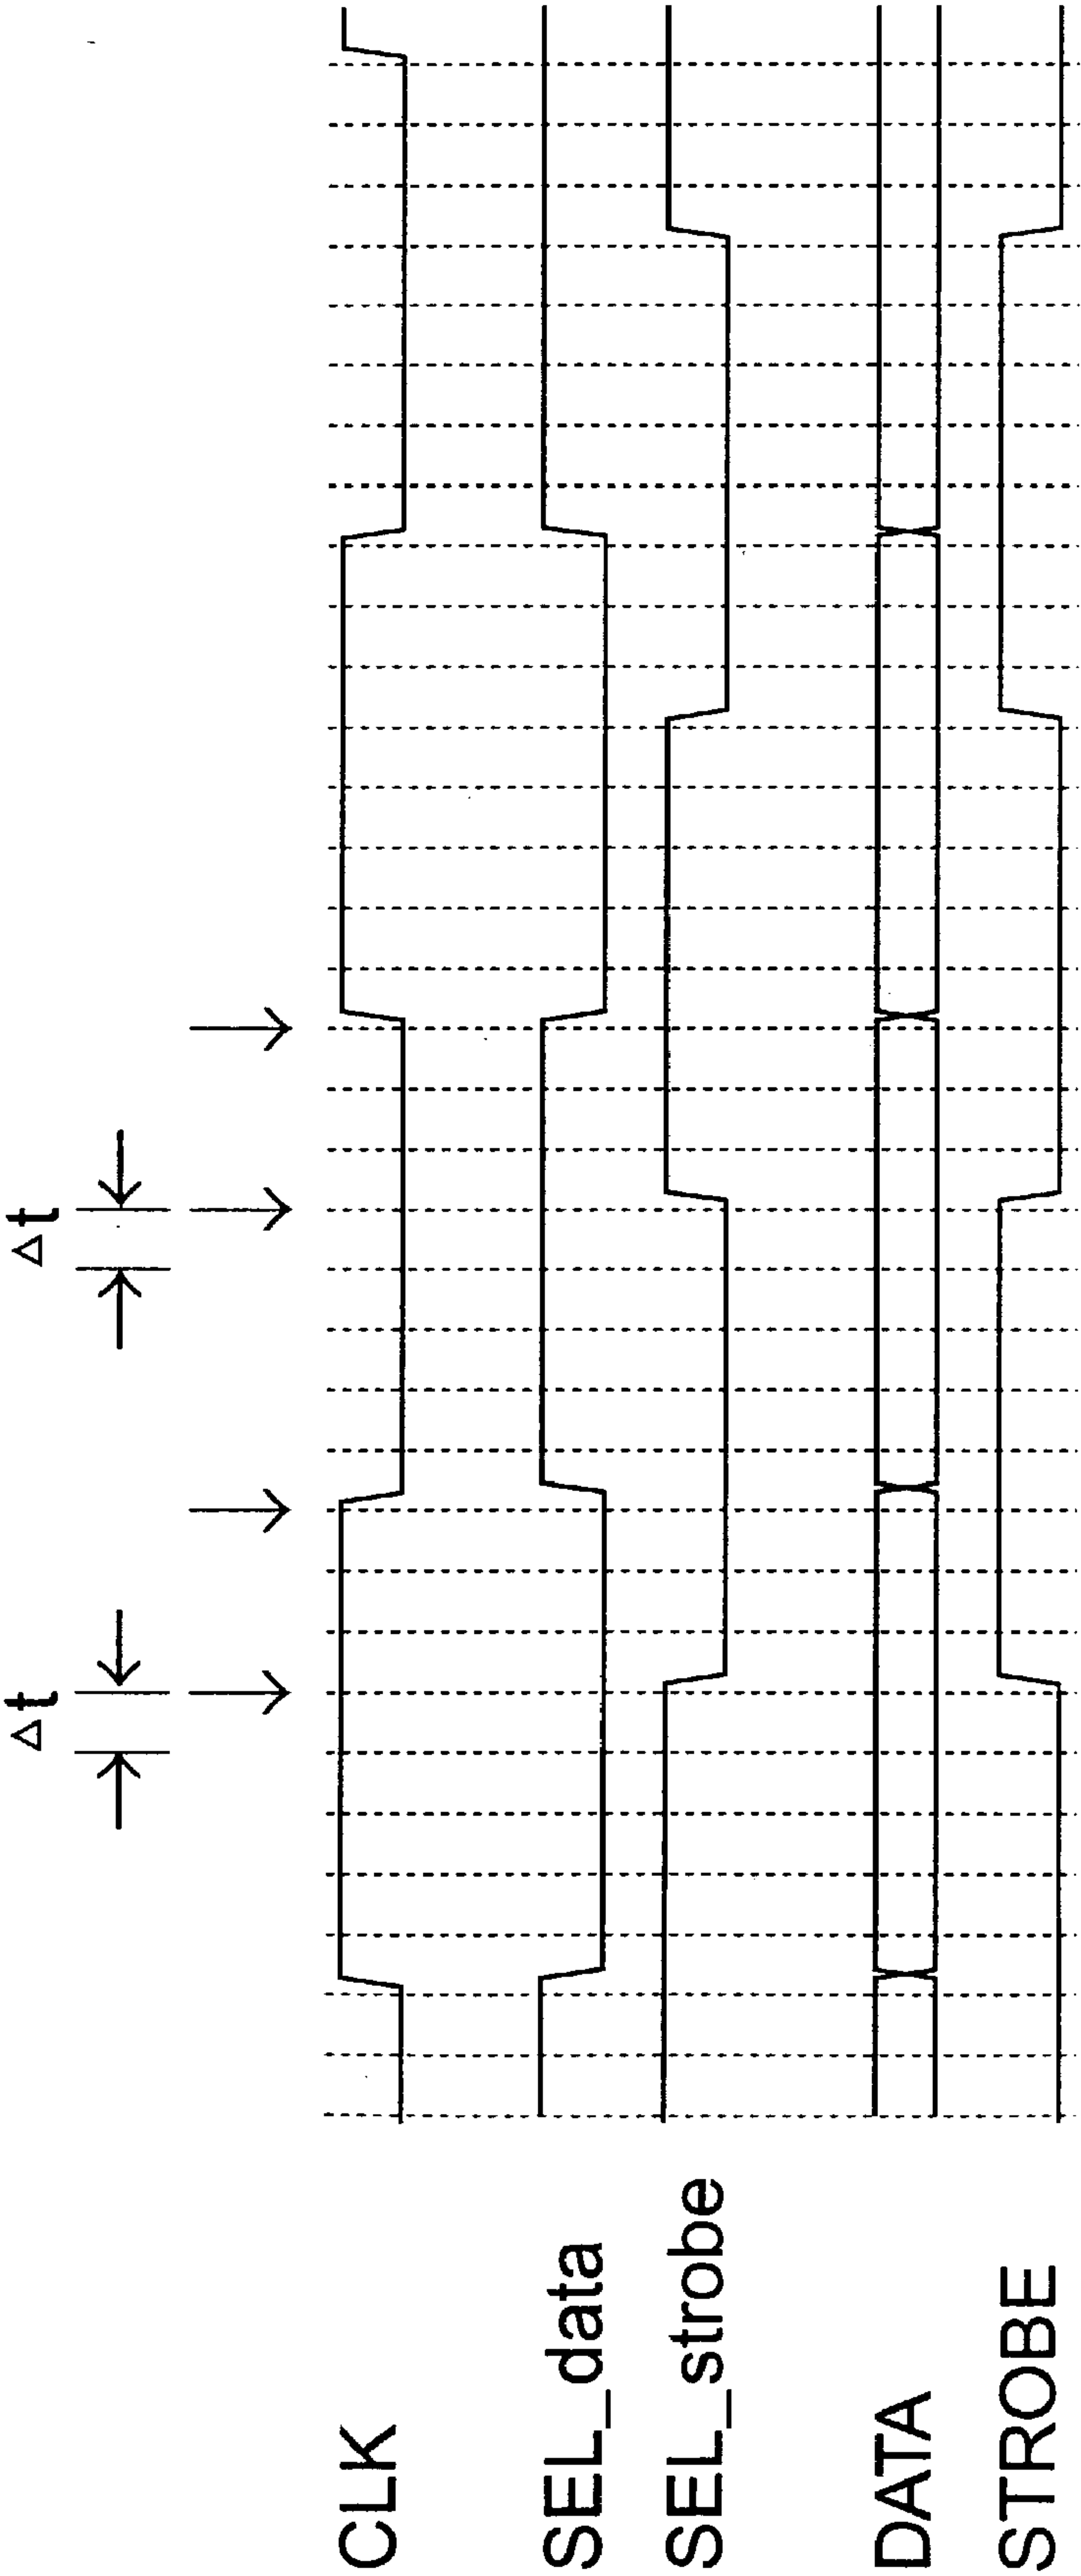 Δt
Δt
CLK
SEL_data
SEL_strobe
DATA
STROBE